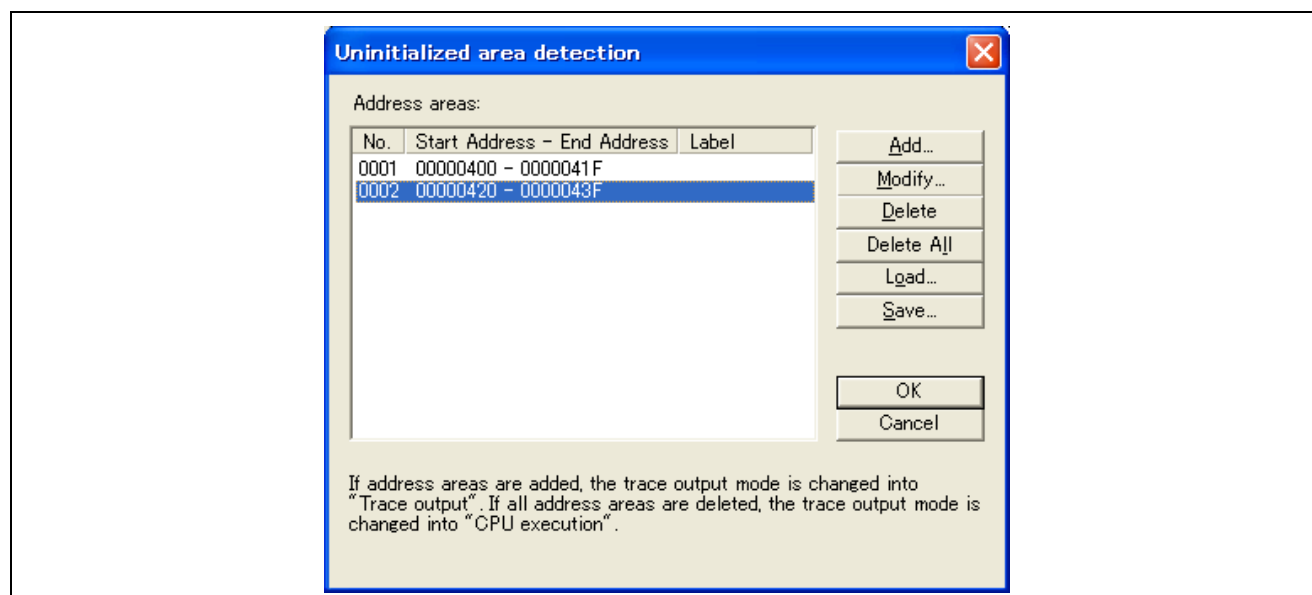 Uninitialized area detection
Address areas:
No. Start Address - End Address Label
0001 00000400 - 0000041F
0002 00000420 - 0000043F
Add...
Modify...
Delete
Delete All
Load...
Save...
OK
Cancel
If address areas are added, the trace output mode is changed into
"Trace output". If all address areas are deleted, the trace output mode is
changed into "CPU execution".